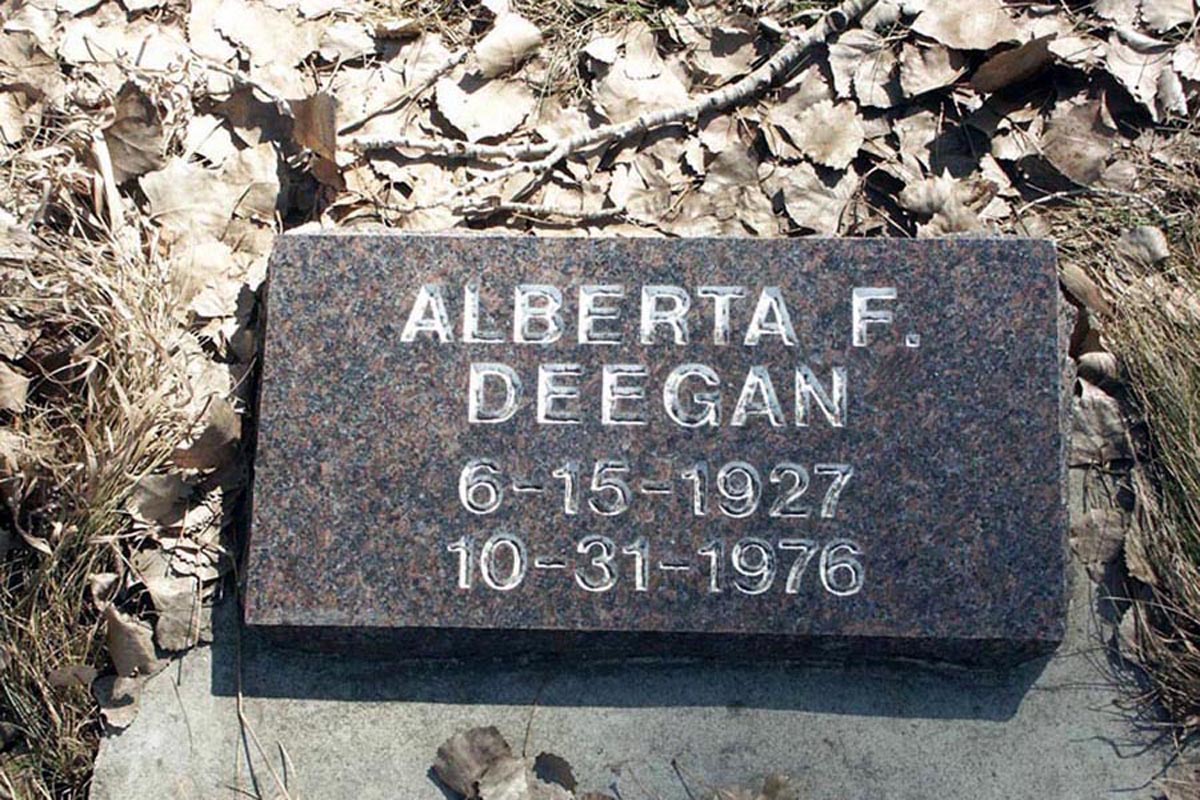 ALBERTA F.
DEEGAN
6-15-1927
10-31-1976